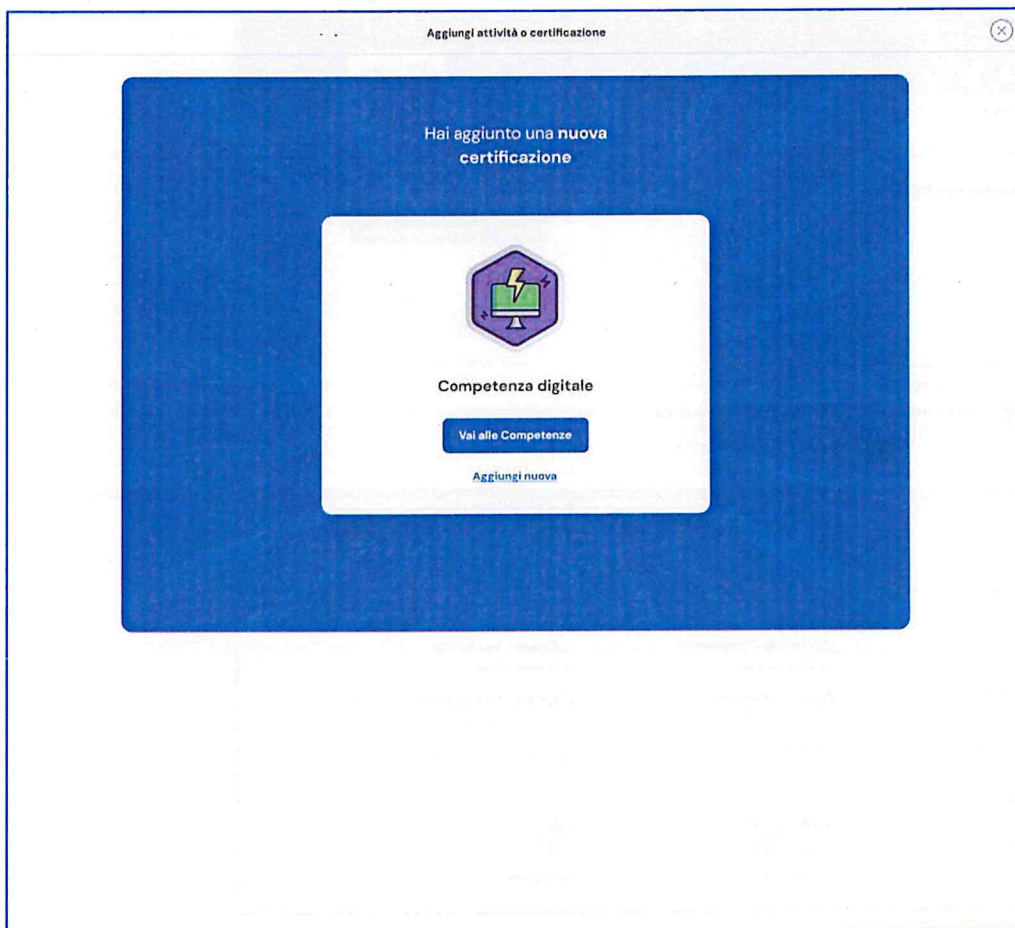 Aggiungi attività o certificazione
Hai aggiunto una nuova
certificazione
Competenza digitale
Vai alle Competenze
Aggiungi nuova